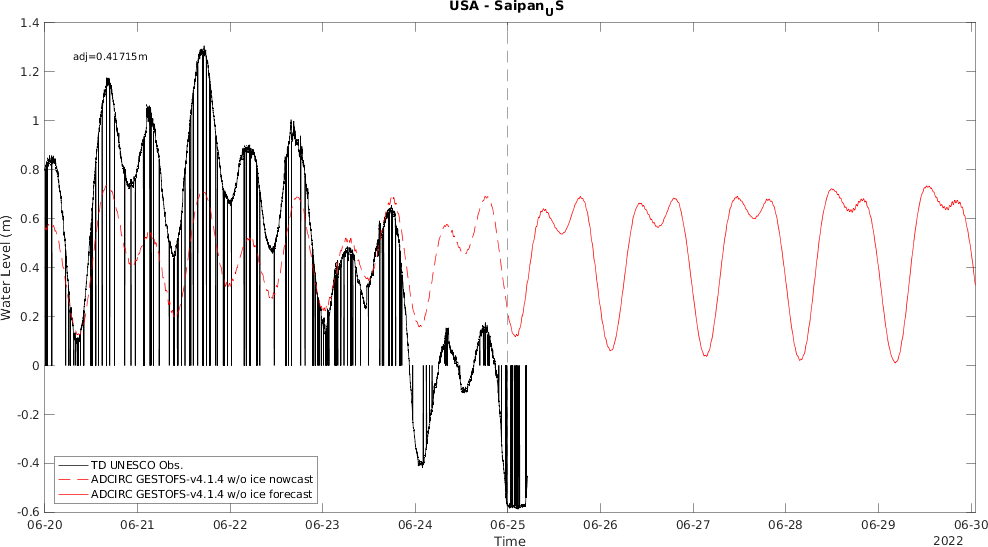 USA - Saipan_US
adj=0.41715m
Water Level (m)
1.4
1.2
1
0.8
0.6
0.4
0.2
0
-0.2
-0.4
-0.6
TD UNESCO Obs.
ADCIRC GESTOFS-v4.1.4 w/o ice nowcast
ADCIRC GESTOFS-v4.1.4 w/o ice forecast
06-20 06-21 06-22 06-23 06-24 06-25 06-26 06-27 06-28 06-29 06-30
Time
2022